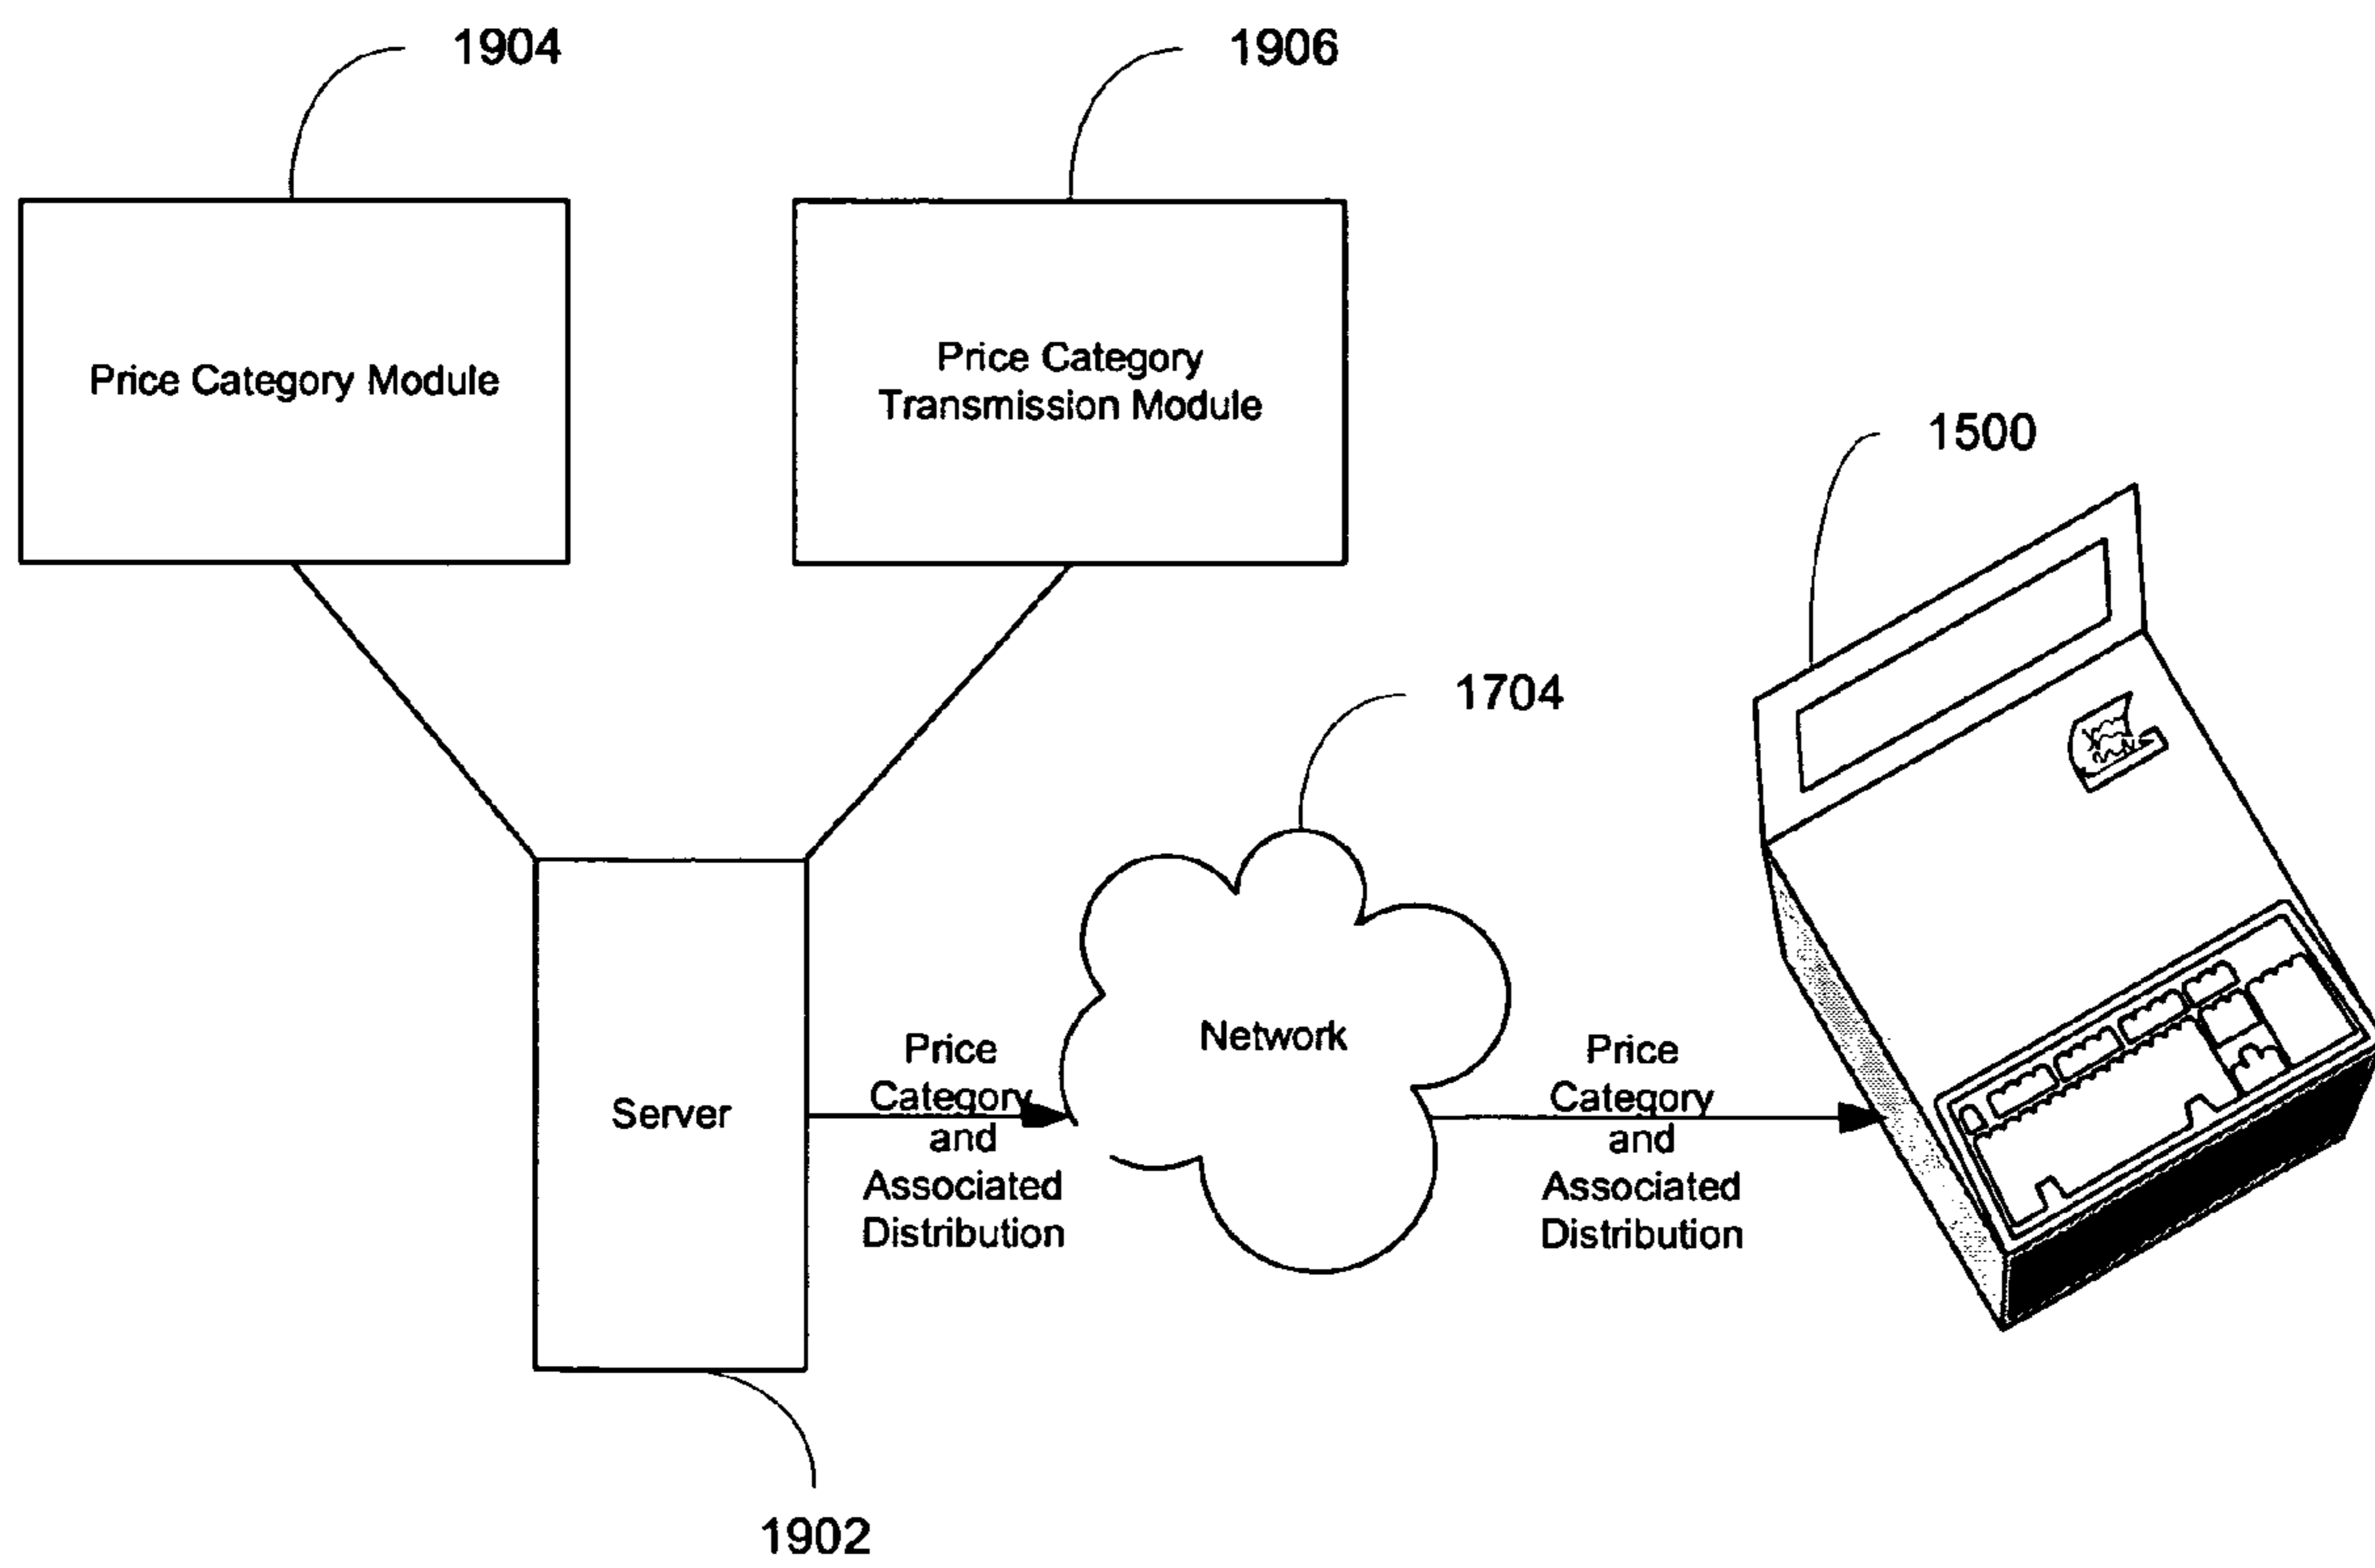 1904
1906
Price Category Module
Price Category
Transmission Module
1500
1704
Server
Price
Category
and
Associated
Distribution
Network
Price
Category
and
Associated
Distribution
1902